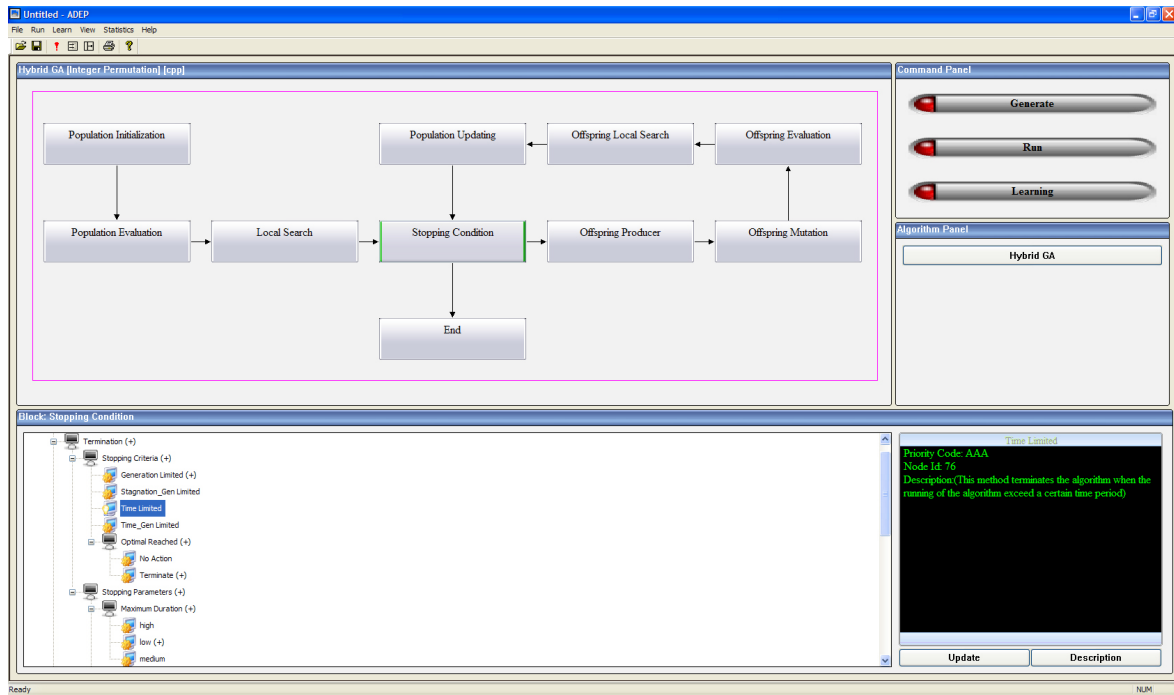 Untitled - ADEP
File Run Learn View Statistics Help
Hybrid GA [Integer Permutation] [cpp]
Population Initialization
Population Updating
Offspring Local Search
Offspring Evaluation
Population Evaluation
Local Search
Stopping Condition
Offspring Producer
Offspring Mutation
End
Command Panel
Generate
Run
Learning
Algorithm Panel
Hybrid GA
Block: Stopping Condition
Termination (+)
Stopping Criteria (+)
Generation Limited (+)
Stagnation_Gen Limited
Time Limited
Time_Gen Limited
Optimal Reached (+)
No Action
Terminate (+)
Stopping Parameters (+)
Maximum Duration (+)
high
low (+)
medium
Time Limited
Priority Code: AAA
Node Id: 76
Description:(This method terminates the algorithm when the
running of the algorithm exceed a certain time period)
Update Description
Ready NUM